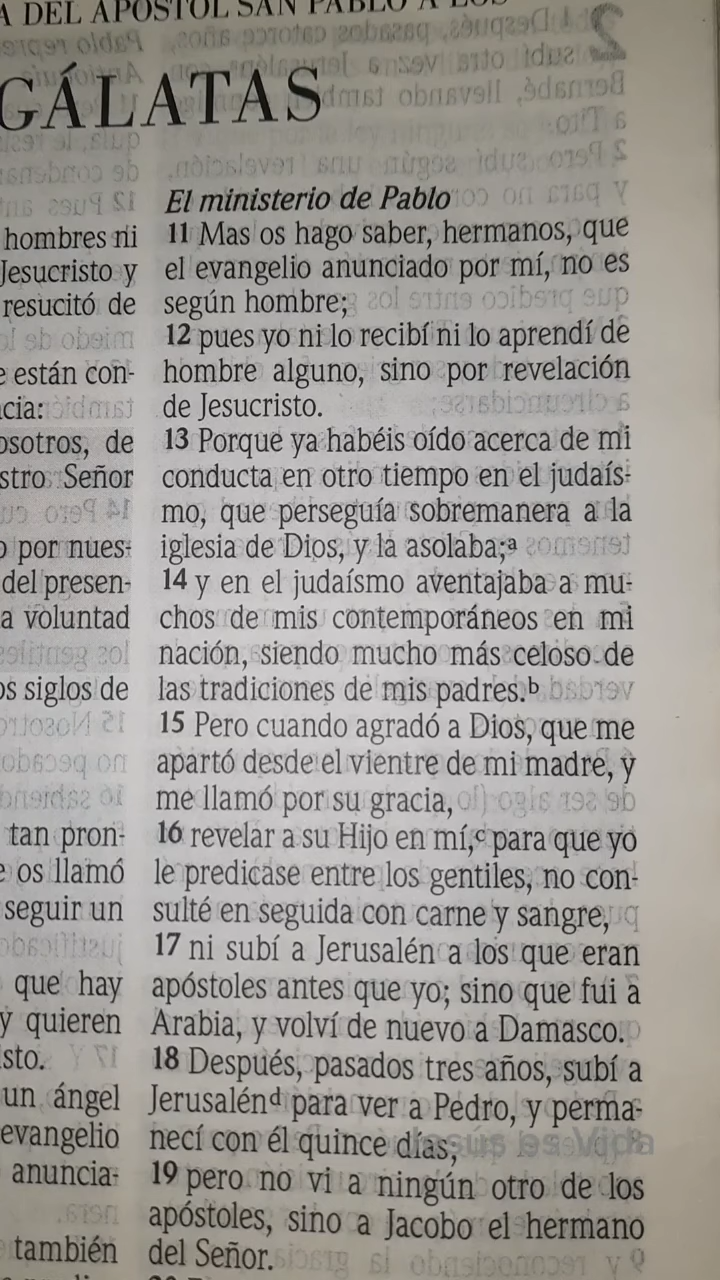 A DEL APÓSTOL SAN PABLO A LOS
GÁLATAS
hombres ni
Jesucristo y
resucitó de
e están con-
cia:
osotros, de
stro Señor
o por nues-
del presen-
a voluntad
os siglos de
tan pron-
e os llamó
seguir un
que hay
y quieren
sto.
un ángel
evangelio
anuncia-
también
El ministerio de Pablo
11 Mas os hago saber, hermanos, que
el evangelio anunciado por mí, no es
según hombre;
12 pues yo ni lo recibí ni lo aprendí de
hombre alguno, sino por revelación
de Jesucristo.
13 Porque ya habéis oído acerca de mi
conducta en otro tiempo en el judaís-
mo, que perseguía sobremanera a la
iglesia de Dios, y la asolaba;a
14 y en el judaísmo aventajaba a mu-
chos de mis contemporáneos en mi
nación, siendo mucho más celoso de
las tradiciones de mis padres.b
15 Pero cuando agradó a Dios, que me
apartó desde el vientre de mi madre, y
me llamó por su gracia,
16 revelar a su Hijo en mí,c para que yo
le predicase entre los gentiles, no con-
sulté en seguida con carne y sangre,
17 ni subí a Jerusalén a los que eran
apóstoles antes que yo; sino que fui a
Arabia, y volví de nuevo a Damasco.
18 Después, pasados tres años, subí a
Jerusalénd para ver a Pedro, y perma-
necí con él quince días;
19 pero no vi a ningún otro de los
apóstoles, sino a Jacobo el hermano
del Señor.
Jesús es Vida